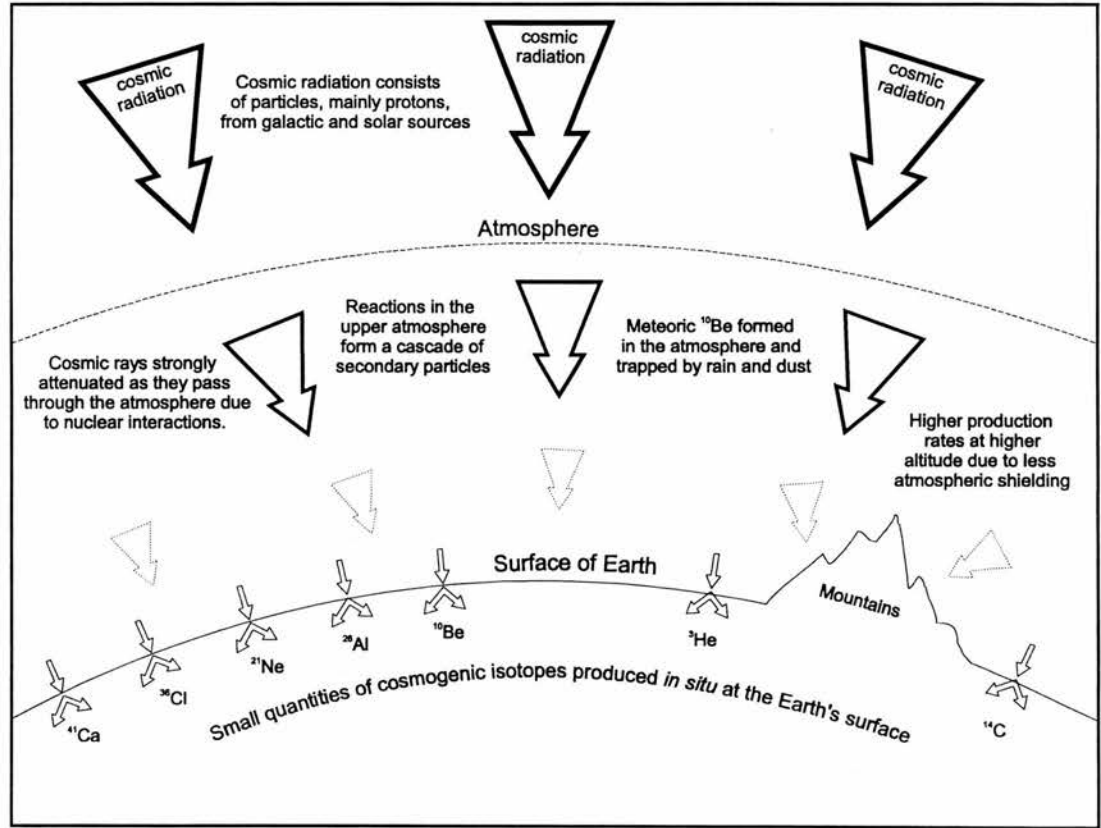 cosmic
radiation
cosmic
radiation
cosmic
radiation
Cosmic radiation consists
of particles, mainly protons,
from galactic and solar sources
Atmosphere
Reactions in the
upper atmosphere
form a cascade of
secondary particles
Meteoric ¹⁰Be formed
in the atmosphere and
trapped by rain and dust
Cosmic rays strongly
attenuated as they pass
through the atmosphere due
to nuclear interactions.
Higher production
rates at higher
altitude due to less
atmospheric shielding
Surface of Earth
Mountains
⁴¹Ca
³⁶Cl
²¹Ne
²⁶Al
¹⁰Be
³He
¹⁴C
Small quantities of cosmogenic isotopes produced in situ at the Earth's surface